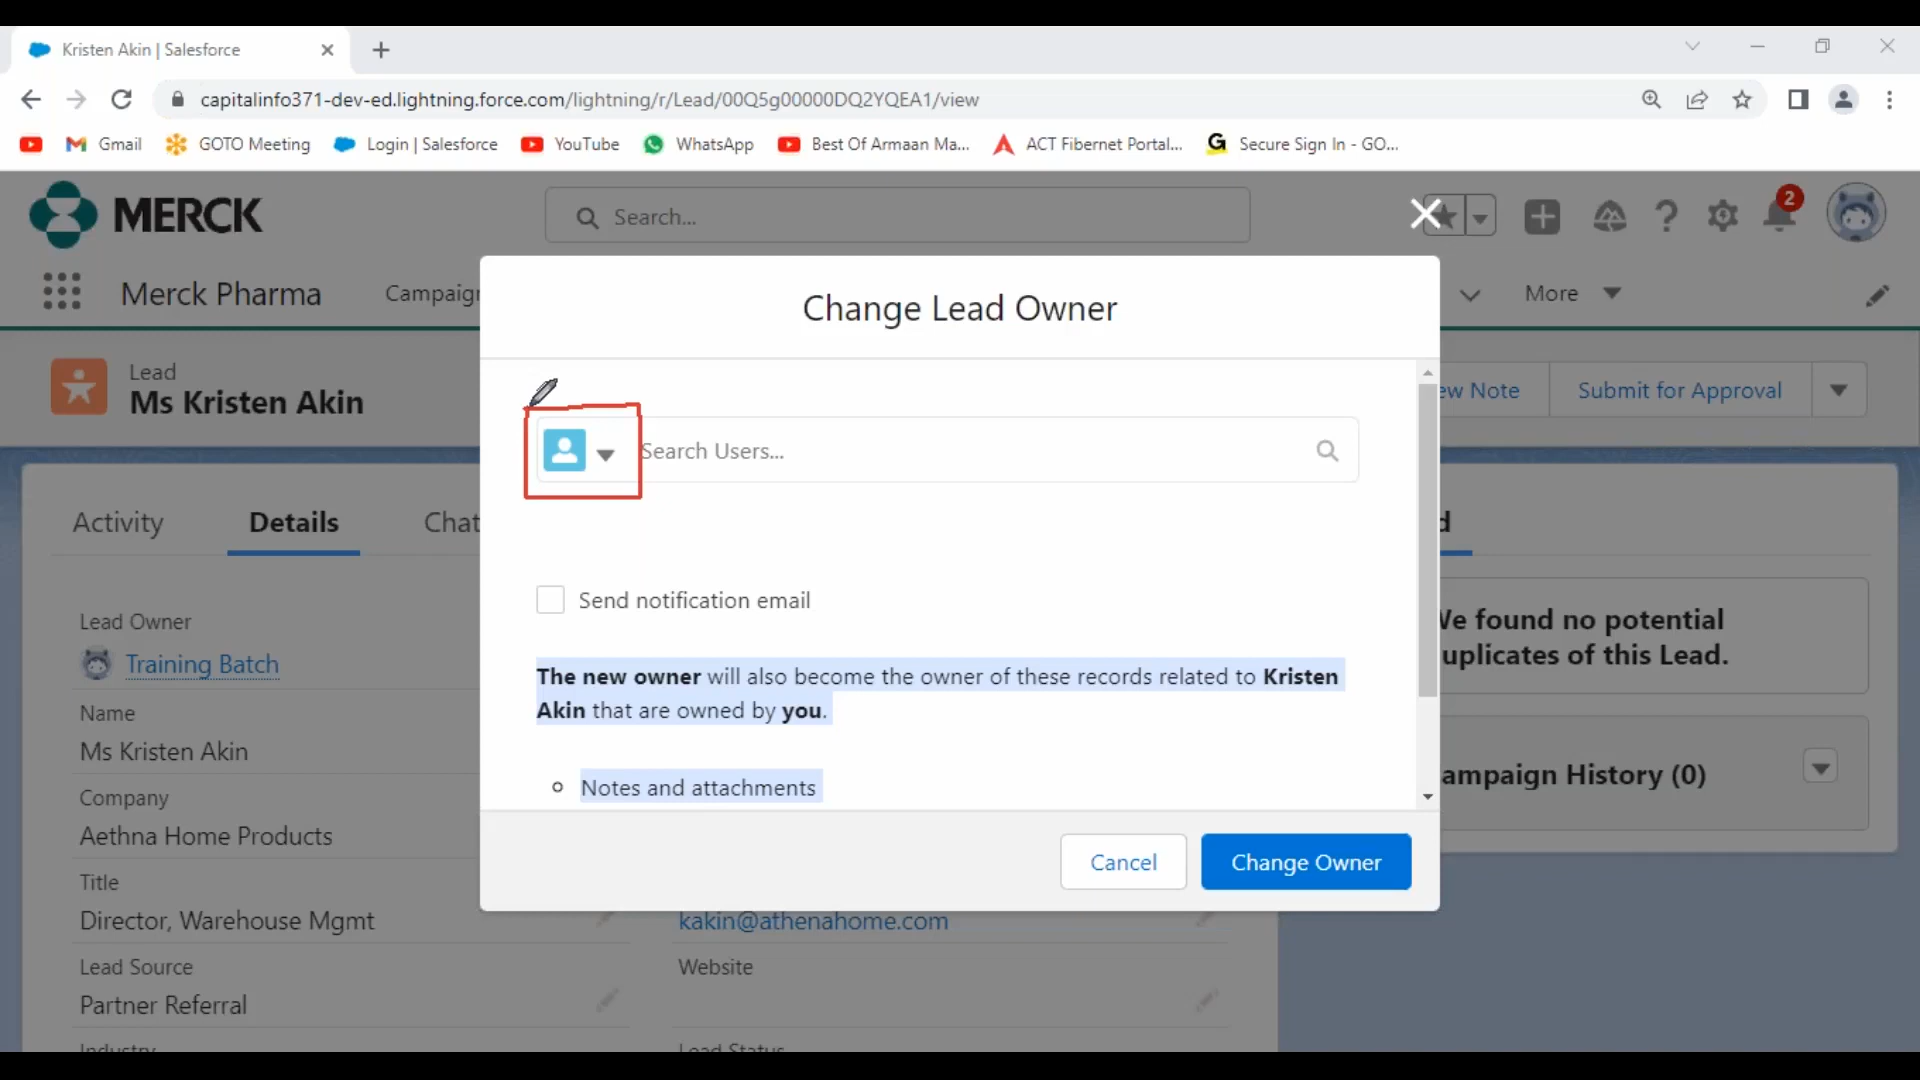 Kristen Akin | Salesforce
capitalinfo371-dev-ed.lightning.force.com/lightning/r/Lead/00Q5g00000DQ2YQEA1/view
Gmail GOTO Meeting Login | Salesforce YouTube WhatsApp Best Of Armaan Ma... ACT Fibernet Portal... G Secure Sign In - GO...
MERCK Search... 2
Merck Pharma Campaign More
Change Lead Owner
Lead
Ms Kristen Akin
ew Note Submit for Approval
Search Users...
Activity Details Chat
d
Send notification email
Lead Owner
Training Batch
We found no potential
uplicates of this Lead.
The new owner will also become the owner of these records related to Kristen
Akin that are owned by you.
Name
Ms Kristen Akin
Notes and attachments
ampaign History (0)
Company
Aethna Home Products
Cancel Change Owner
Title
Director, Warehouse Mgmt
kakin@athenahome.com
Lead Source
Website
Partner Referral
Industry
Lead Status